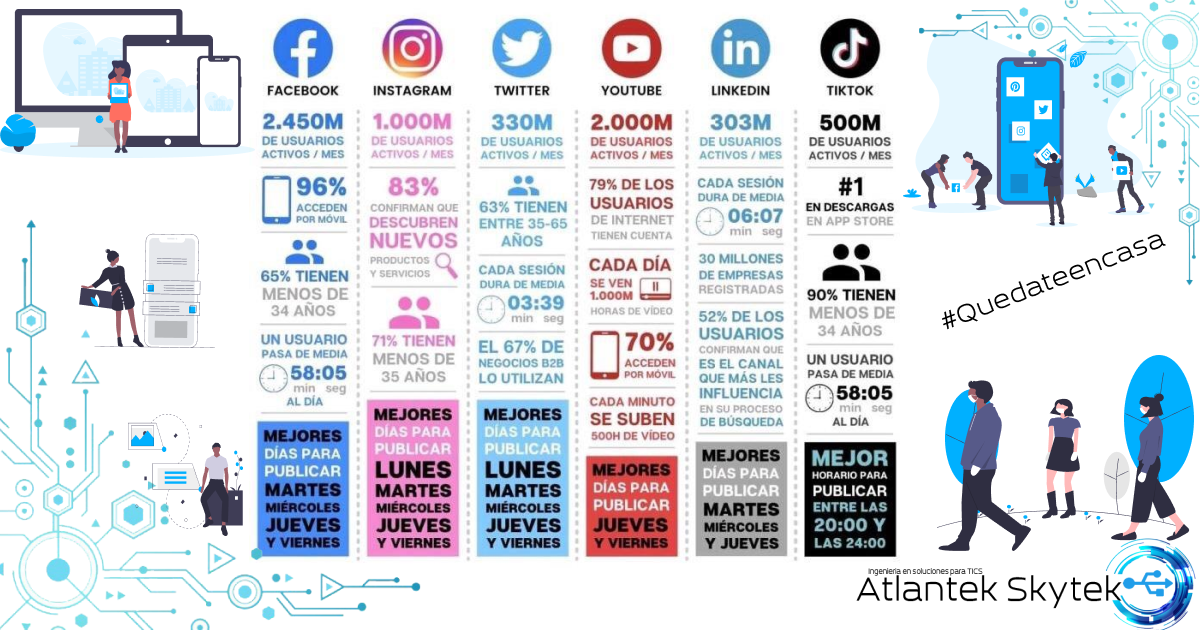 FACEBOOK
2.450M
DE USUARIOS
ACTIVOS / MES
96%
ACCEDEN
POR MÓVIL
65% TIENEN
MENOS DE
34 AÑOS
UN USUARIO
PASA DE MEDIA
58:05
min seg
AL DÍA
MEJORES
DÍAS PARA
PUBLICAR
MARTES
MIÉRCOLES
JUEVES
Y VIERNES
INSTAGRAM
1.000M
DE USUARIOS
ACTIVOS / MES
83%
CONFIRMAN QUE
DESCUBREN
NUEVOS
PRODUCTOS
Y SERVICIOS
71% TIENEN
MENOS DE
35 AÑOS
MEJORES
DÍAS PARA
PUBLICAR
LUNES
MARTES
MIÉRCOLES
JUEVES
Y VIERNES
TWITTER
330M
DE USUARIOS
ACTIVOS / MES
63% TIENEN
ENTRE 35-65
AÑOS
CADA SESIÓN
DURA DE MEDIA
03:39
min seg
EL 67% DE
NEGOCIOS B2B
LO UTILIZAN
MEJORES
DÍAS PARA
PUBLICAR
LUNES
MARTES
MIÉRCOLES
JUEVES
Y VIERNES
YOUTUBE
2.000M
DE USUARIOS
ACTIVOS / MES
79% DE LOS
USUARIOS
DE INTERNET
TIENEN CUENTA
CADA DÍA
SE VEN
1.000M
HORAS DE VÍDEO
70%
ACCEDEN
POR MÓVIL
CADA MINUTO
SE SUBEN
500H DE VÍDEO
MEJORES
DÍAS PARA
PUBLICAR
JUEVES
Y VIERNES
in
LINKEDIN
303M
DE USUARIOS
ACTIVOS / MES
CADA SESIÓN
DURA DE MEDIA
06:07
min seg
30 MILLONES
DE EMPRESAS
REGISTRADAS
52% DE LOS
USUARIOS
CONFIRMAN QUE
ES EL CANAL
QUE MÁS LES
INFLUENCIA
EN SU PROCESO
DE BÚSQUEDA
MEJORES
DÍAS PARA
PUBLICAR
MARTES
MIÉRCOLES
Y JUEVES
TIKTOK
500M
DE USUARIOS
ACTIVOS / MES
#1
EN DESCARGAS
EN APP STORE
90% TIENEN
MENOS DE
34 AÑOS
UN USUARIO
PASA DE MEDIA
58:05
min seg
AL DÍA
MEJOR
HORARIO PARA
PUBLICAR
ENTRE LAS
20:00 Y
LAS 24:00
#Quedateencasa
Ingeniería en soluciones para TICS
Atlantek Skytek